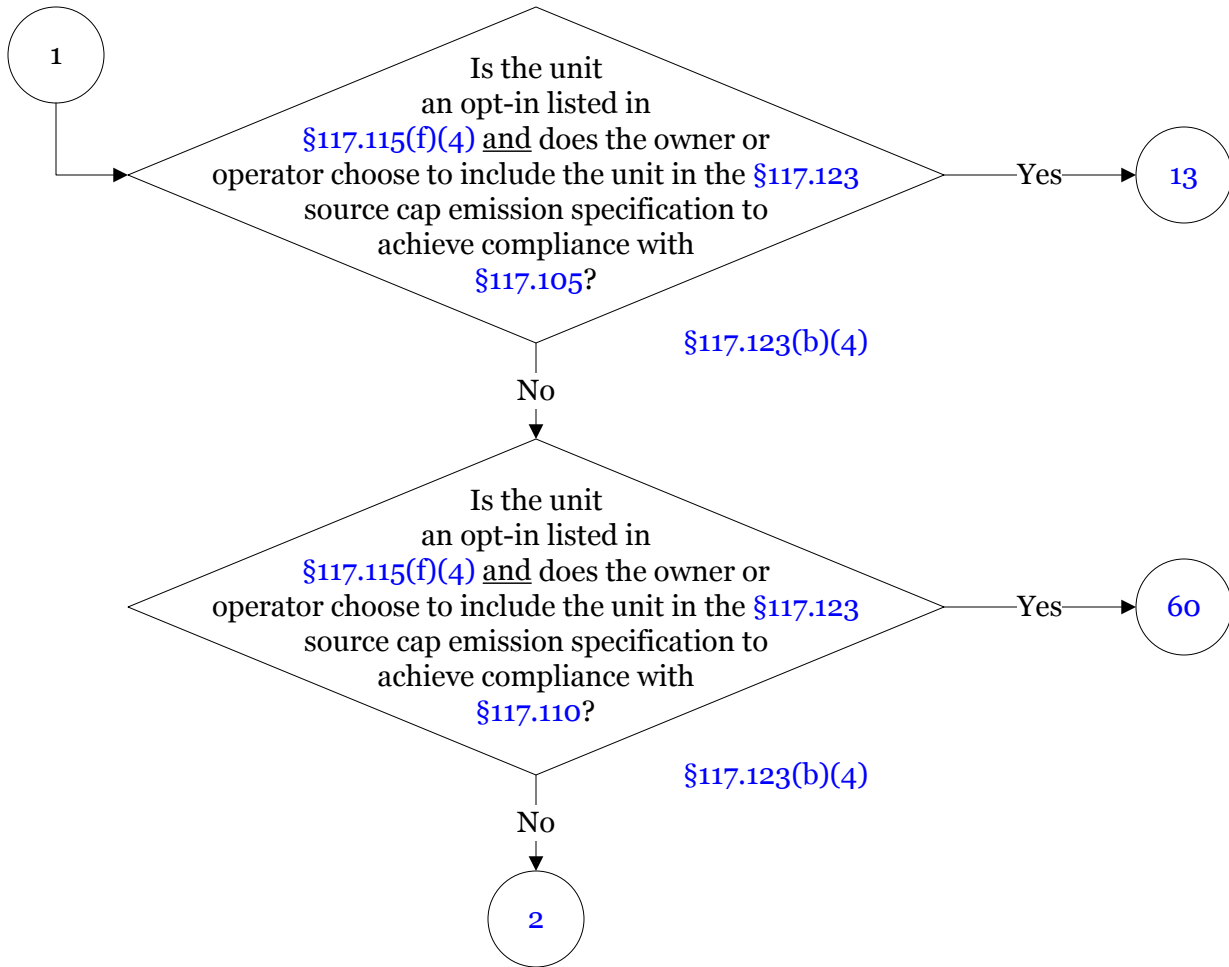 1
Is the unit
an opt-in listed in
§117.115(f)(4) and does the owner or
operator choose to include the unit in the §117.123
source cap emission specification to
achieve compliance with
§117.105?
Yes
13
§117.123(b)(4)
No
Is the unit
an opt-in listed in
§117.115(f)(4) and does the owner or
operator choose to include the unit in the §117.123
source cap emission specification to
achieve compliance with
§117.110?
Yes
60
§117.123(b)(4)
No
2